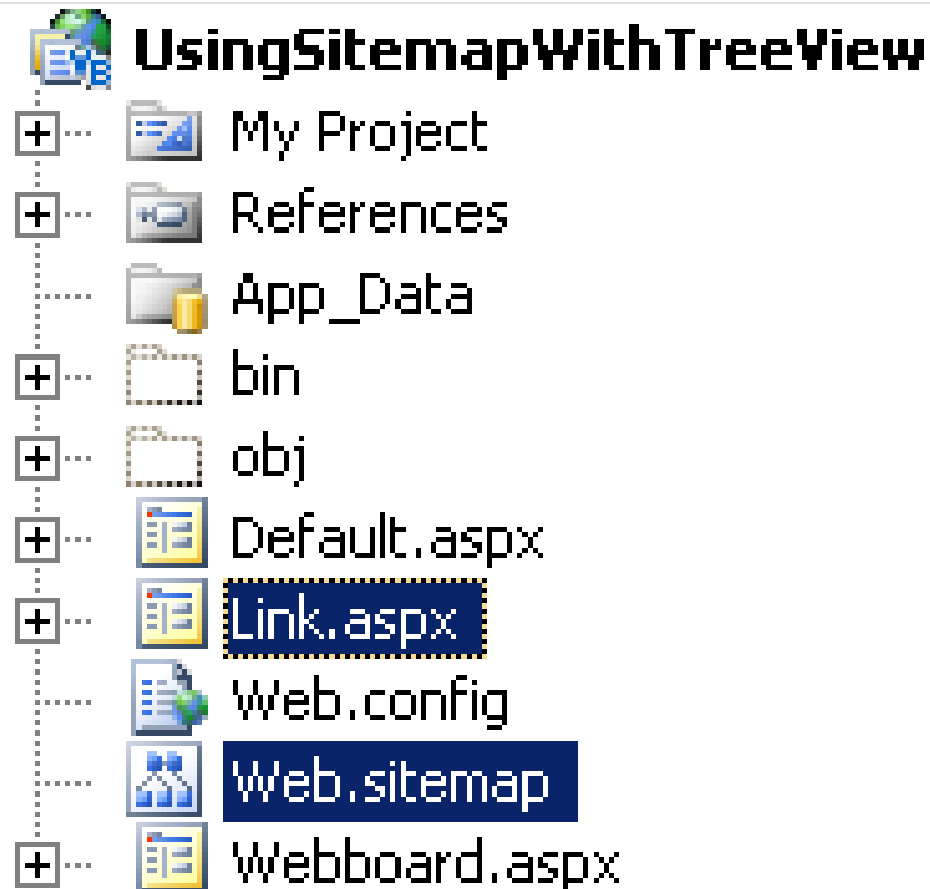 UsingSitemapWithTreeView
My Project
References
App_Data
bin
obj
Default.aspx
Link.aspx
Web.config
Web.sitemap
Webboard.aspx